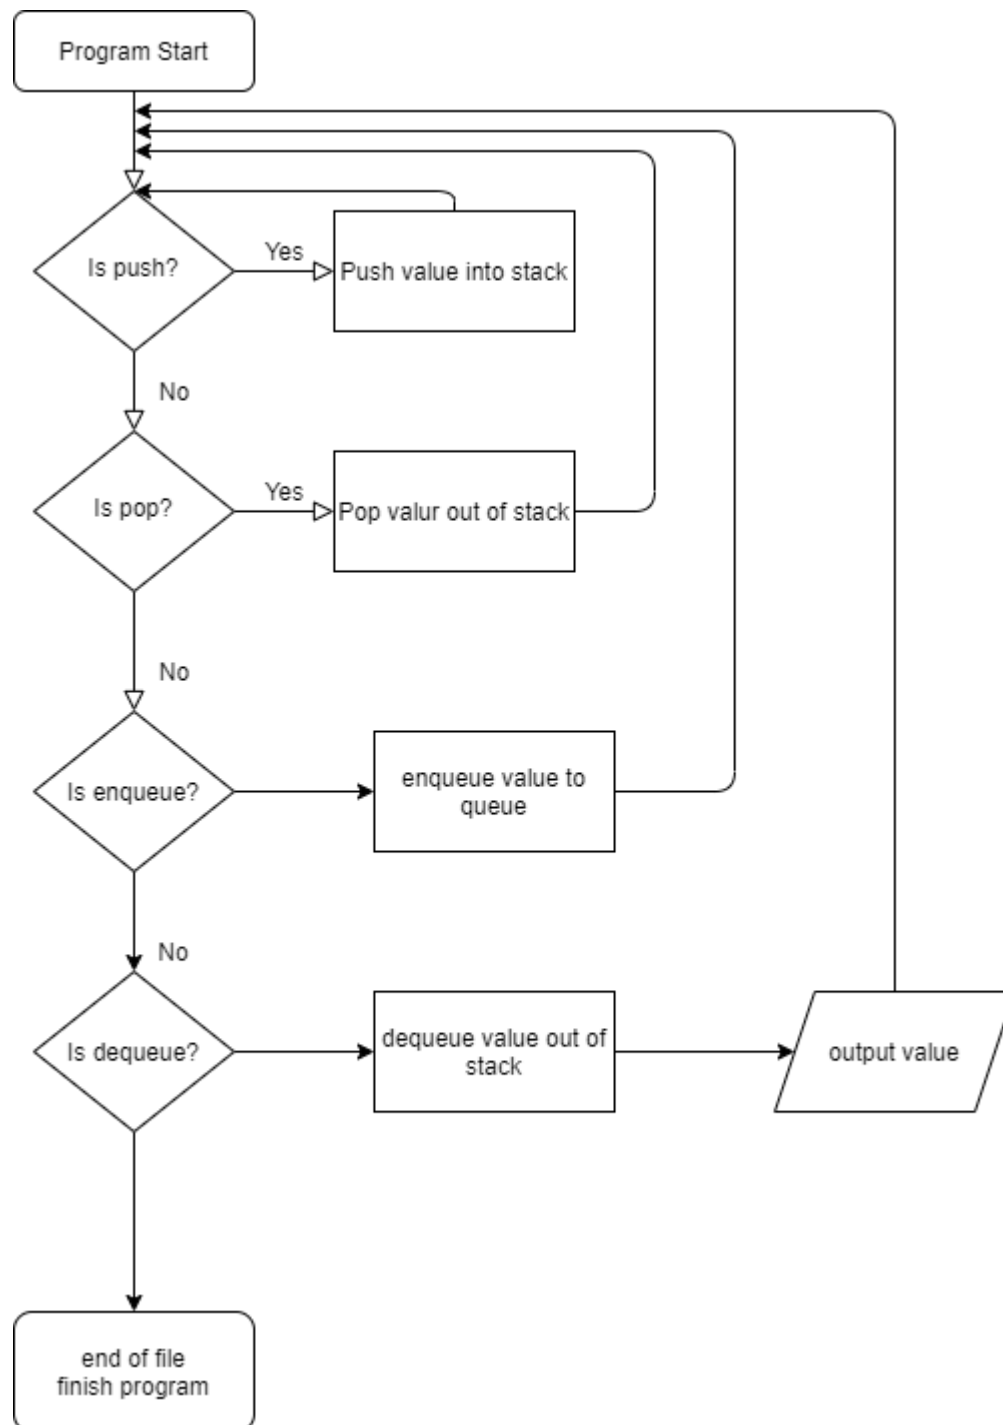 Program Start
Is push?
Yes
Push value into stack
No
Is pop?
Yes
Pop valur out of stack
No
Is enqueue?
enqueue value to
queue
No
Is dequeue?
dequeue value out of
stack
output value
end of file
finish program